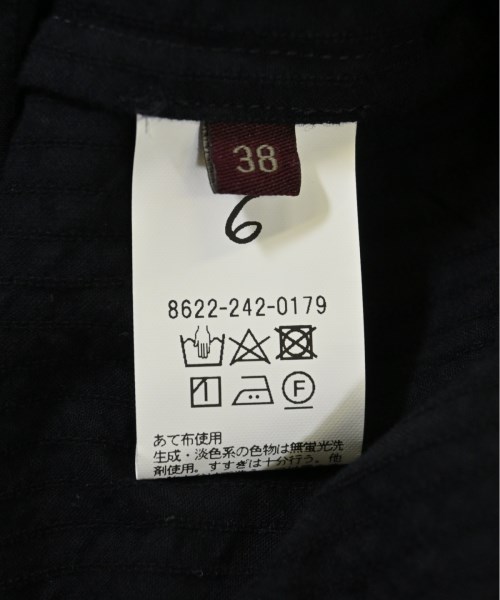 38
6
8622-242-0179
1
F
あて布使用
生成・淡色系の色物は無蛍光洗
剤使用。すすぎは十分行う。他